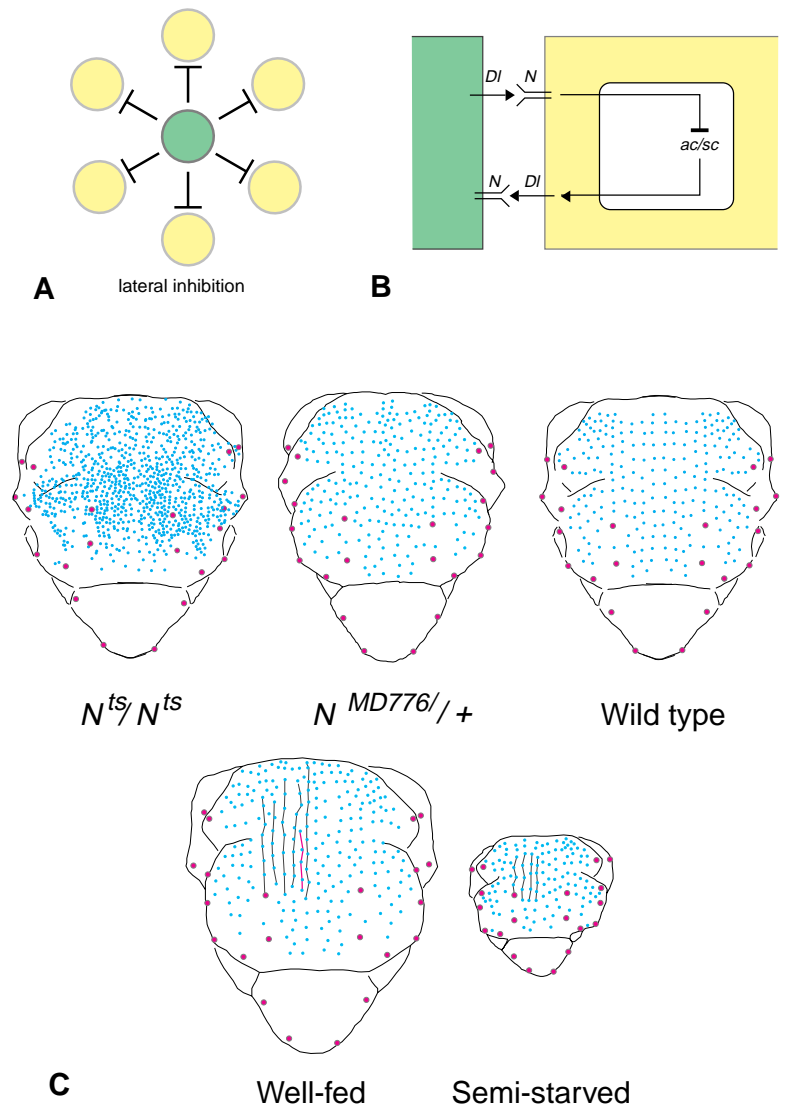 lateral inhibition
A
Dl N
ac/sc
N Dl
B
N ts/ N ts
N MD776/ / +
Wild type
C
Well-fed
Semi-starved